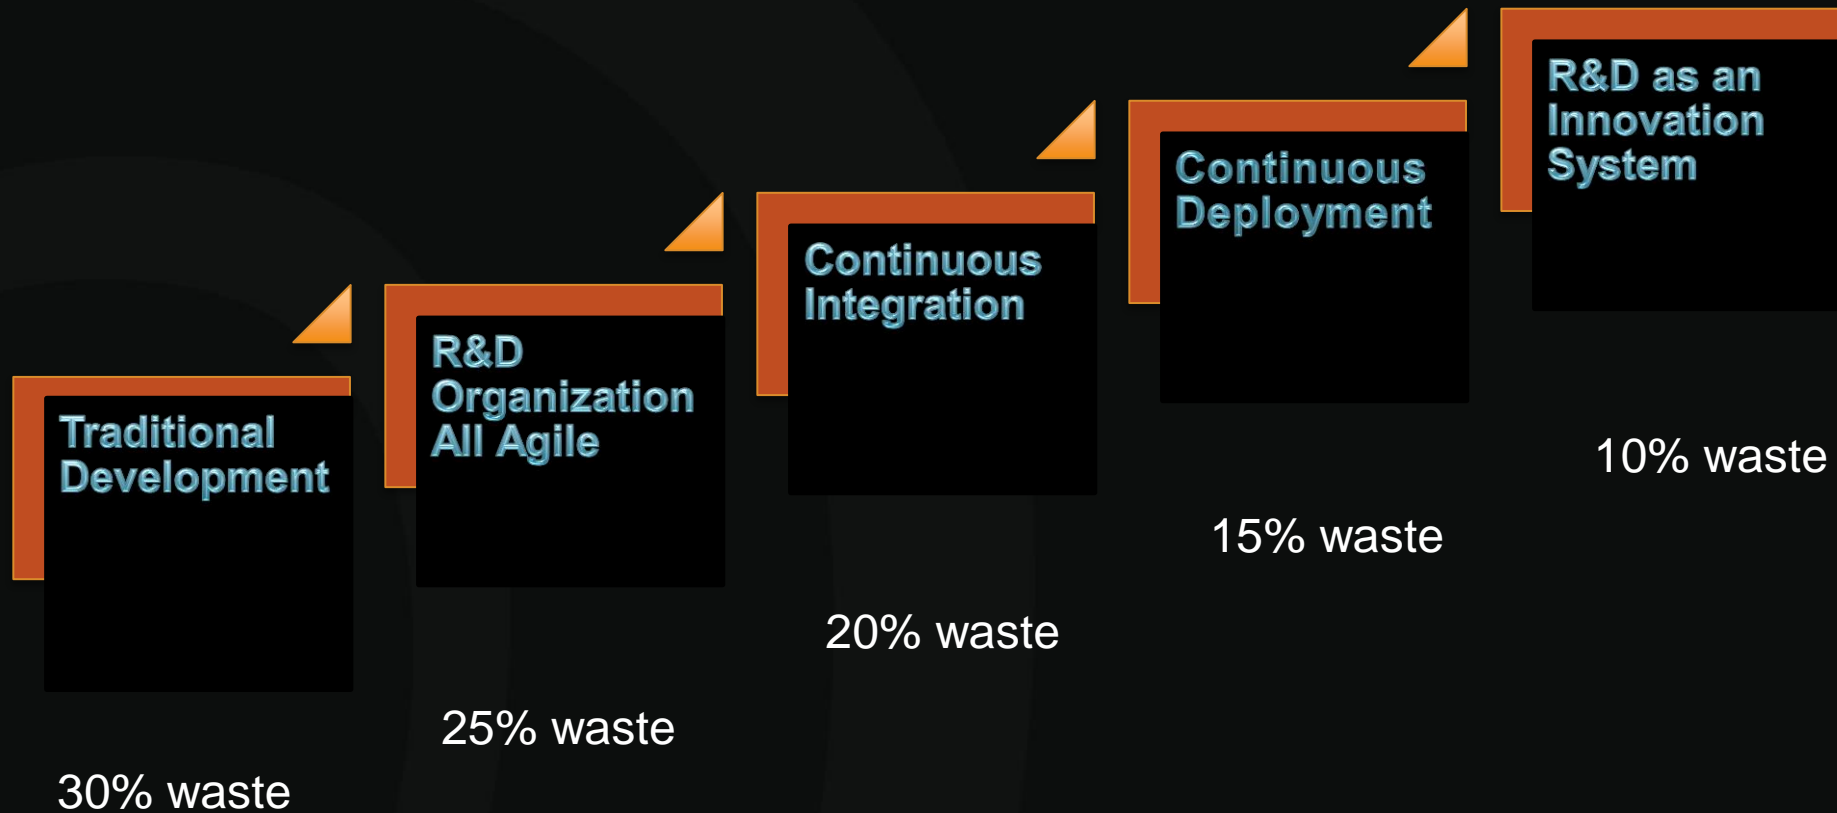 Traditional
Development
30% waste
R&D
Organization
All Agile
25% waste
Continuous
Integration
20% waste
Continuous
Deployment
15% waste
R&D as an
Innovation
System
10% waste